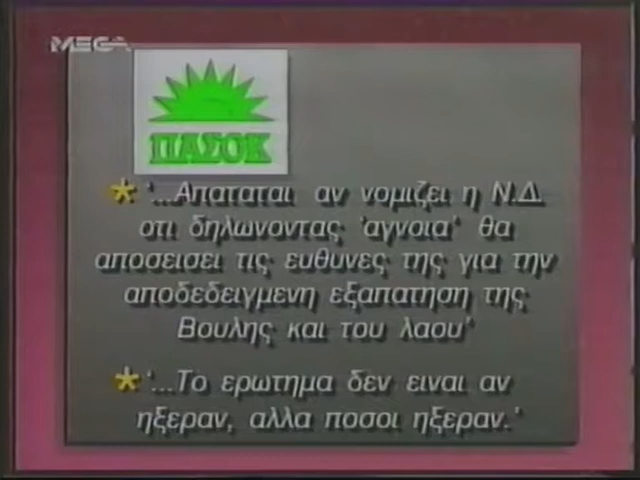 MEGA
ΠΑΣΟΚ
* '...Απαταται αν νομιζει η Ν.Δ.
οτι δηλωνοντας 'αγνοια' θα
αποσεισει τις ευθυνες της για την
αποδεδειγμενη εξαπατηση της
Βουλης και του λαου'
* '...Το ερωτημα δεν ειναι αν
ηξεραν, αλλα ποσοι ηξεραν.'